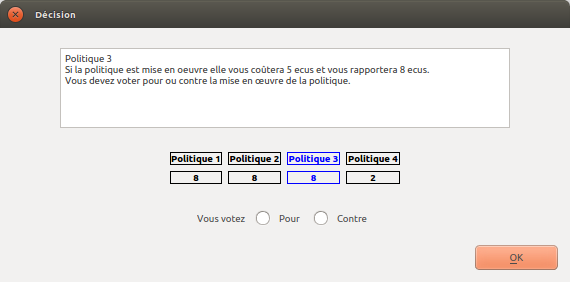 Décision
Politique 3
Si la politique est mise en oeuvre elle vous coûtera 5 ecus et vous rapportera 8 ecus.
Vous devez voter pour ou contre la mise en œuvre de la politique.
Politique 1 Politique 2 Politique 3 Politique 4
8 8 8 2
Vous votez Pour Contre
OK